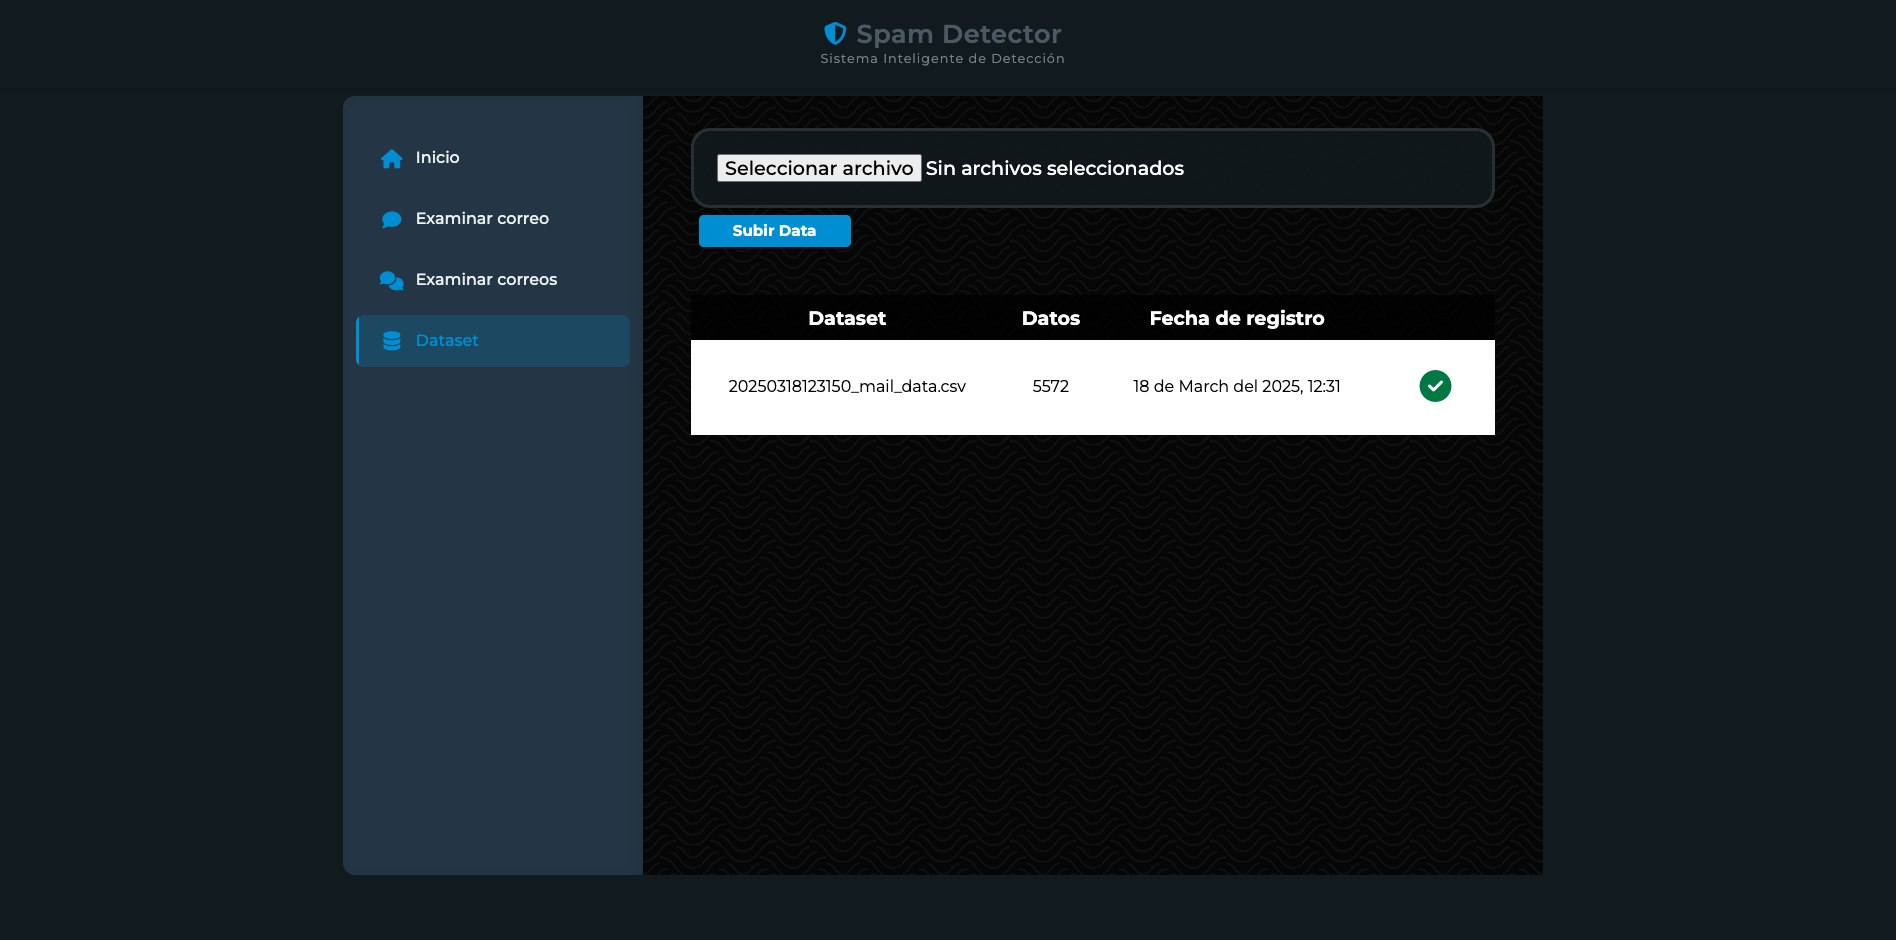 Spam Detector
Sistema Inteligente de Detección
Inicio
Examinar correo
Examinar correos
Dataset
Seleccionar archivo Sin archivos seleccionados
Subir Data
Dataset Datos Fecha de registro
20250318123150_mail_data.csv 5572 18 de March del 2025, 12:31